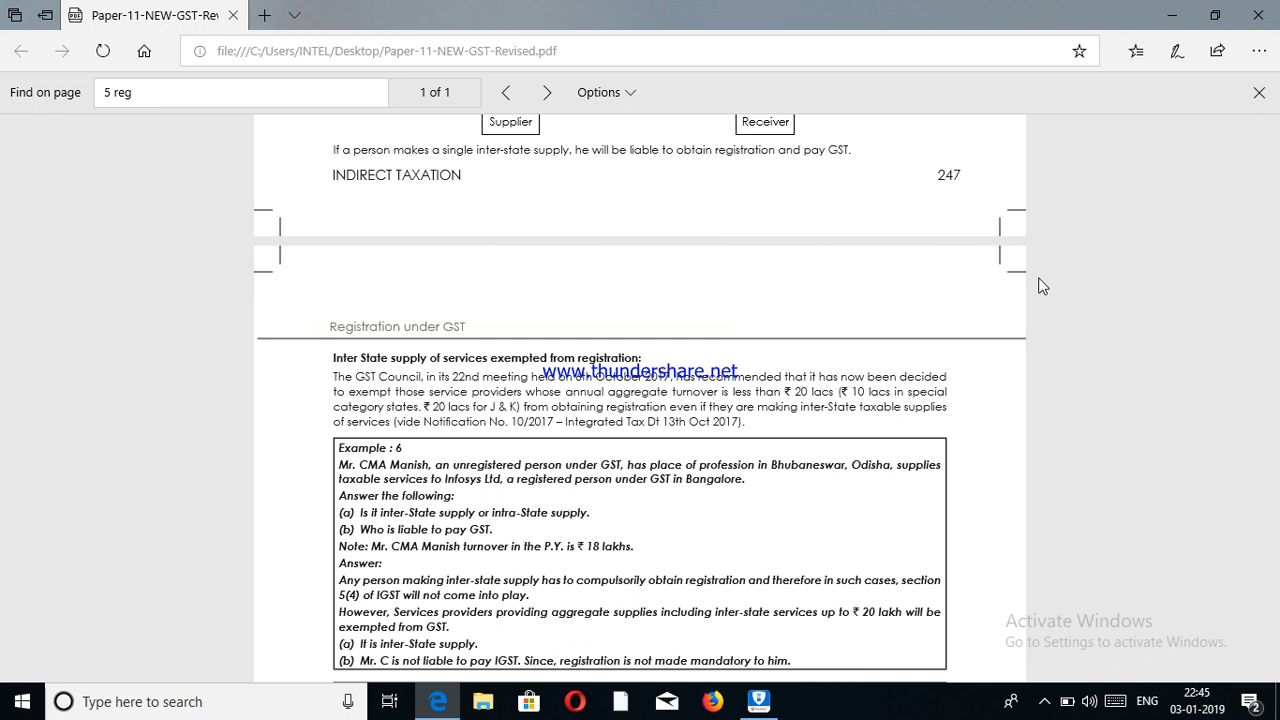 Paper-11-NEW-GST-Rev
file:///C:/Users/INTEL/Desktop/Paper-11-NEW-GST-Revised.pdf
Find on page
5 reg
1 of 1
Options
Supplier
Receiver
If a person makes a single inter-state supply, he will be liable to obtain registration and pay GST.
INDIRECT TAXATION
247
Registration under GST
Inter State supply of services exempted from registration:
www.thundershare.net
The GST Council, in its 22nd meeting held on 6th October 2017, has recommended that it has now been decided
to exempt those service providers whose annual aggregate turnover is less than ₹ 20 lacs (₹ 10 lacs in special
category states. ₹ 20 lacs for J & K) from obtaining registration even if they are making inter-State taxable supplies
of services (vide Notification No. 10/2017 – Integrated Tax Dt 13th Oct 2017).
Example : 6
Mr. CMA Manish, an unregistered person under GST, has place of profession in Bhubaneswar, Odisha, supplies
taxable services to Infosys Ltd, a registered person under GST in Bangalore.
Answer the following:
(a) Is it inter-State supply or intra-State supply.
(b) Who is liable to pay GST.
Note: Mr. CMA Manish turnover in the P.Y. is ₹ 18 lakhs.
Answer:
Any person making inter-state supply has to compulsorily obtain registration and therefore in such cases, section
5(4) of IGST will not come into play.
However, Services providers providing aggregate supplies including inter-state services up to ₹ 20 lakh will be
exempted from GST.
(a) It is inter-State supply.
(b) Mr. C is not liable to pay IGST. Since, registration is not made mandatory to him.
Activate Windows
Go to Settings to activate Windows.
Type here to search
ENG
22:45
03-01-2019
2